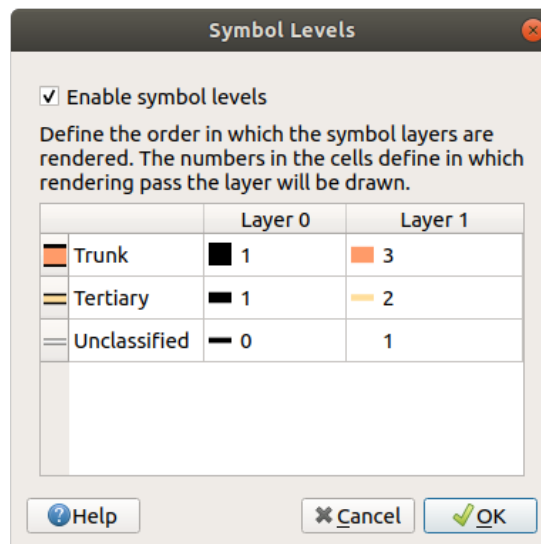 Symbol Levels
Enable symbol levels
Define the order in which the symbol layers are
rendered. The numbers in the cells define in which
rendering pass the layer will be drawn.
Layer 0 Layer 1
Trunk 1 3
Tertiary 1 2
Unclassified 0 1
Help Cancel OK